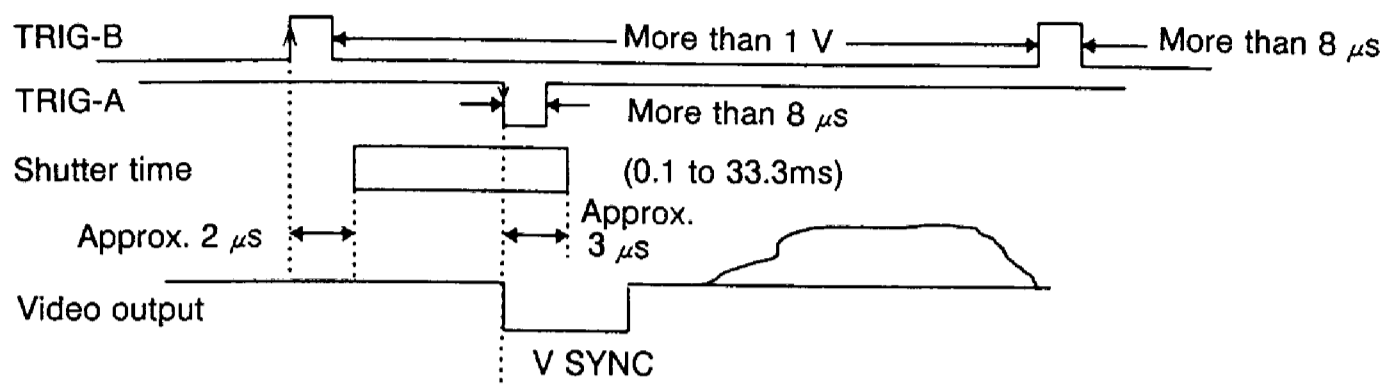 TRIG-B
More than 1 V
More than 8 μs
TRIG-A
More than 8 μs
Shutter time
(0.1 to 33.3ms)
Approx. 2 μs
Approx.
3 μs
Video output
V SYNC